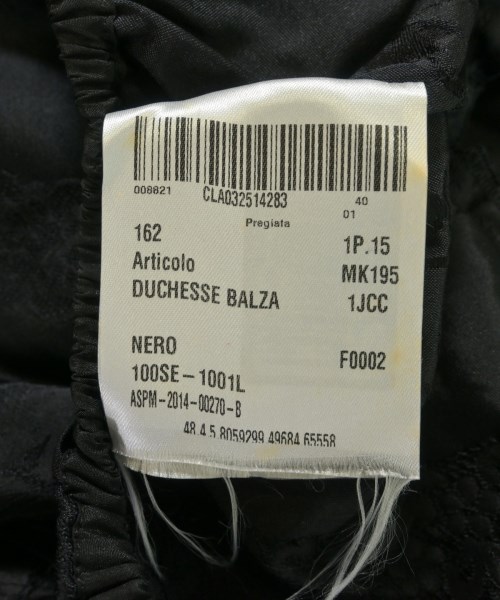 008821 CLA032514283 40
01
Pregiata
162 1P.15
Articolo MK195
DUCHESSE BALZA 1JCC
NERO F0002
100SE-1001L
ASPM-2014-00270-B
48 4 5 8059299 49684 65558